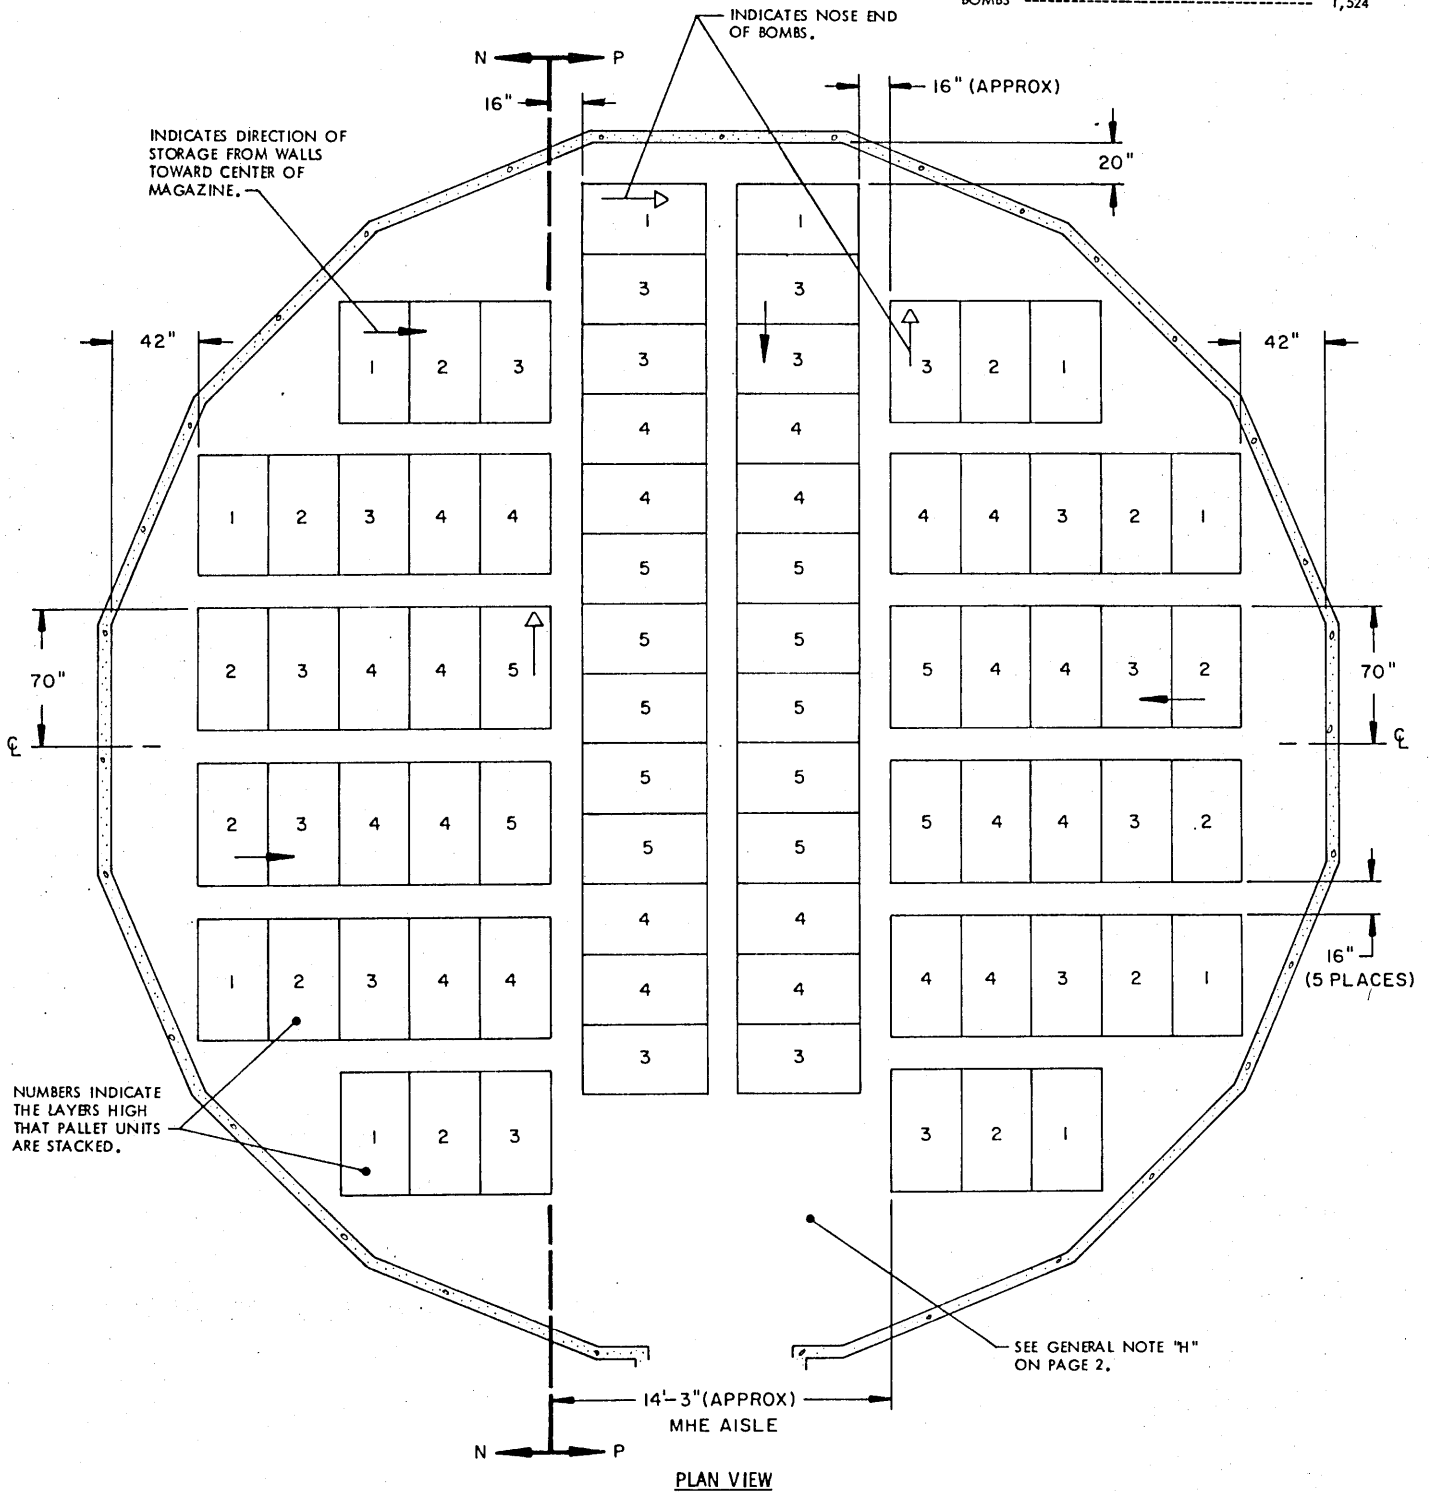 BOMBS ------------------------------------ 1,524
INDICATES NOSE END
OF BOMBS.
N P
16"
16" (APPROX)
INDICATES DIRECTION OF
STORAGE FROM WALLS
TOWARD CENTER OF
MAGAZINE.
20"
1 1
3 3
42"
42"
3 3
1 2 3
3 2 1
4 4
4 4
1 2 3 4 4
4 4 3 2 1
5 5
5 5
70"
2 3 4 4 5
5 4 4 3 2
70"
5 5
℄
℄
5 5
2 3 4 4 5
5 4 4 3 2
5 5
4 4
16"
(5 PLACES)
1 2 3 4 4
4 4 3 2 1
4 4
3 3
NUMBERS INDICATE
THE LAYERS HIGH
THAT PALLET UNITS
ARE STACKED.
1 2 3
3 2 1
SEE GENERAL NOTE "H"
ON PAGE 2.
14'-3" (APPROX)
MHE AISLE
N P
PLAN VIEW